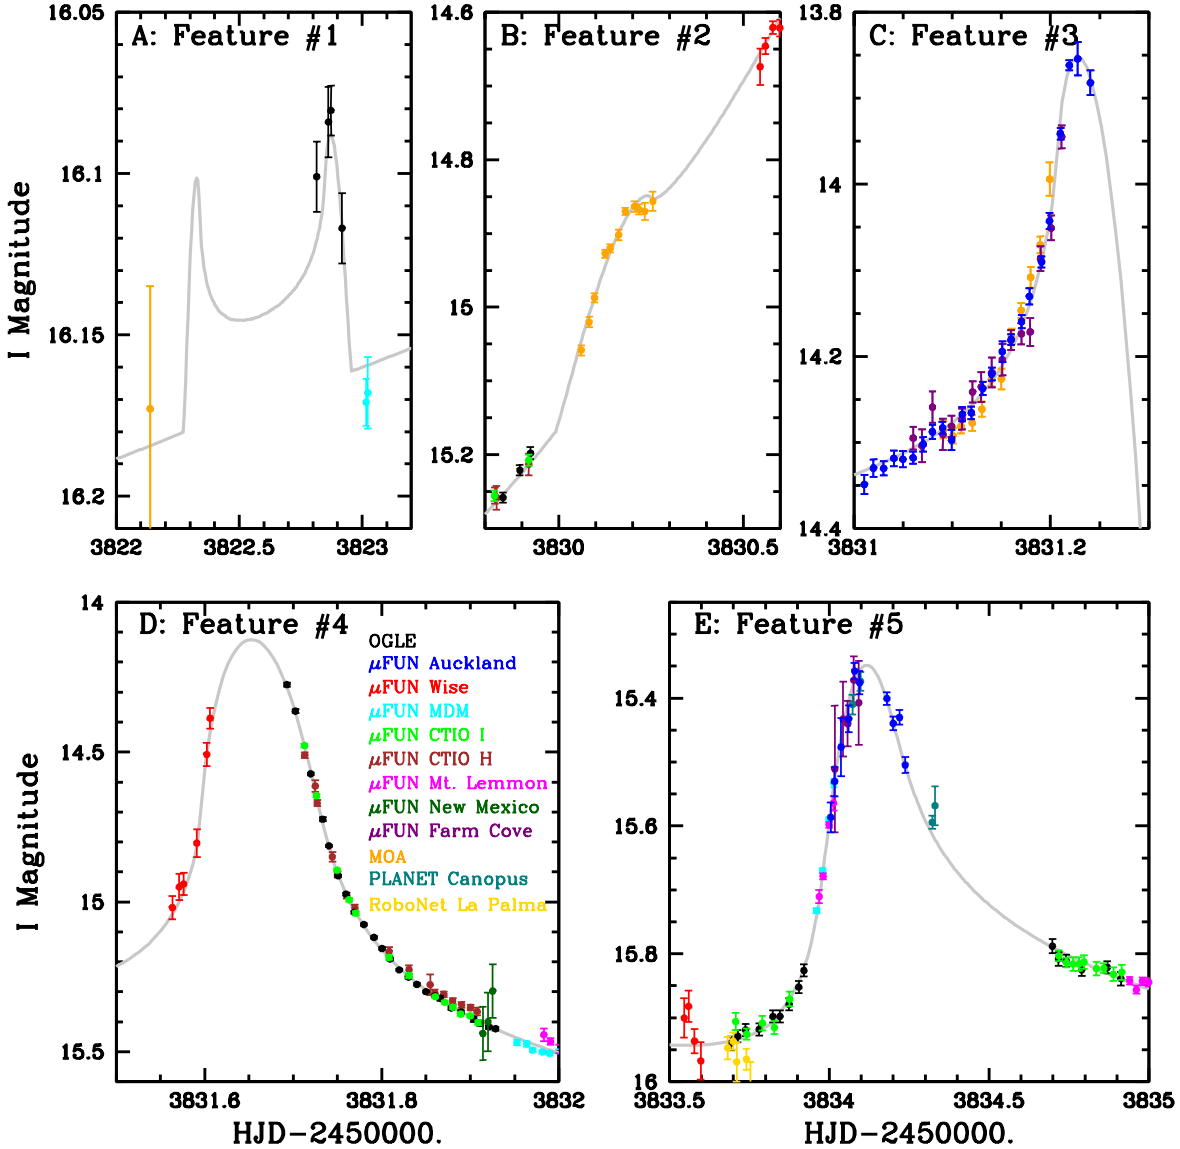 A: Feature #1
B: Feature #2
C: Feature #3
16.05
16.1
16.15
16.2
3822
3822.5
3823
14.6
14.8
15
15.2
3830
3830.5
13.8
14
14.2
14.4
3831
3831.2
I Magnitude
D: Feature #4
E: Feature #5
14
14.5
15
15.5
3831.6
3831.8
3832
OGLE
μFUN Auckland
μFUN Wise
μFUN MDM
μFUN CTIO I
μFUN CTIO H
μFUN Mt. Lemmon
μFUN New Mexico
μFUN Farm Cove
MOA
PLANET Canopus
RoboNet La Palma
15.4
15.6
15.8
16
3833.5
3834
3834.5
3835
I Magnitude
HJD-2450000.
HJD-2450000.